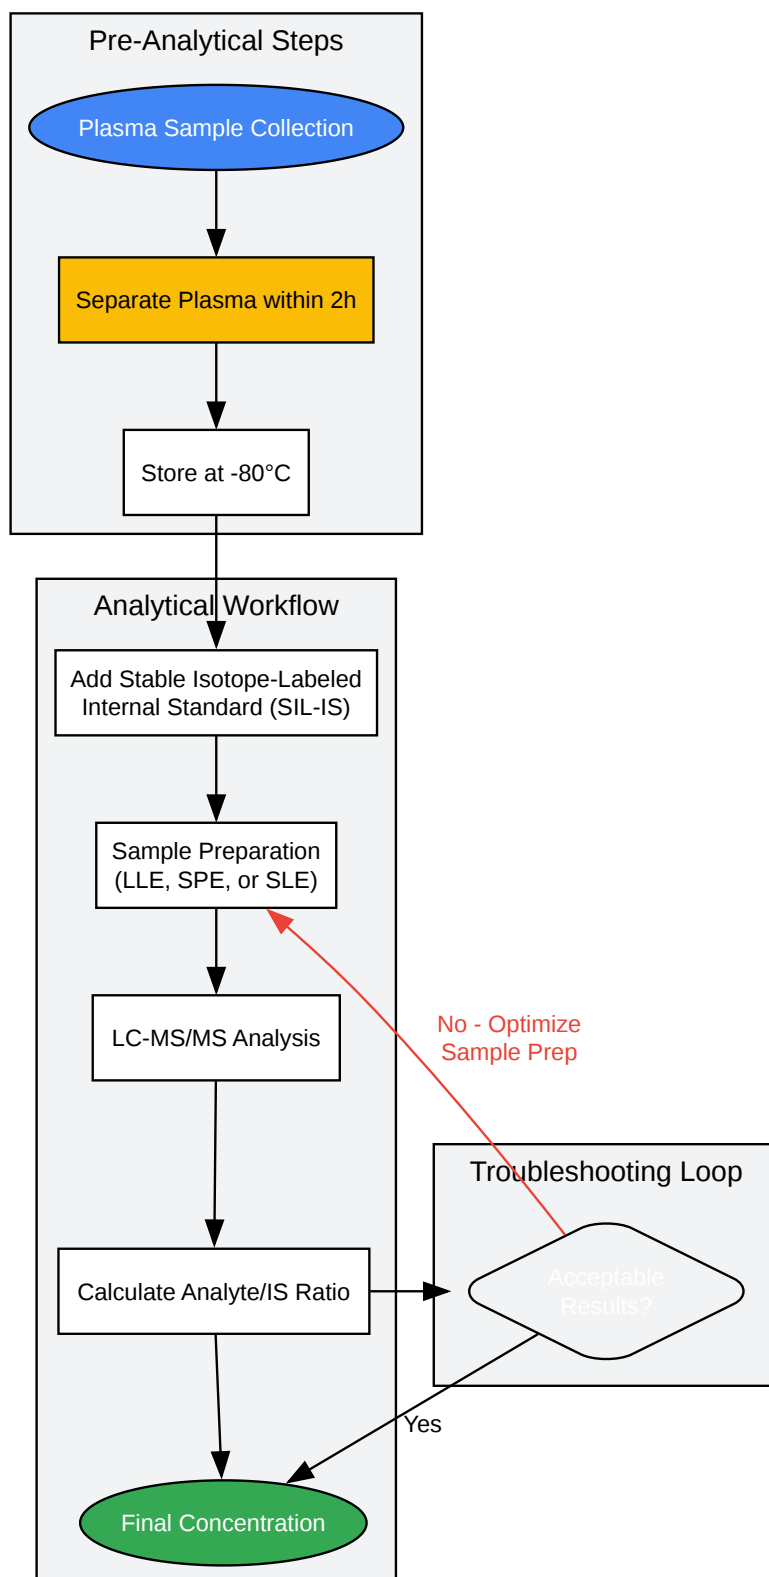 Pre-Analytical Steps
Plasma Sample Collection
Separate Plasma within 2h
Store at -80°C
Analytical Workflow
Add Stable Isotope-Labeled
Internal Standard (SIL-IS)
Sample Preparation
(LLE, SPE, or SLE)
LC-MS/MS Analysis
No - Optimize
Sample Prep
Troubleshooting Loop
Calculate Analyte/IS Ratio
Acceptable
Results?
Yes
Final Concentration